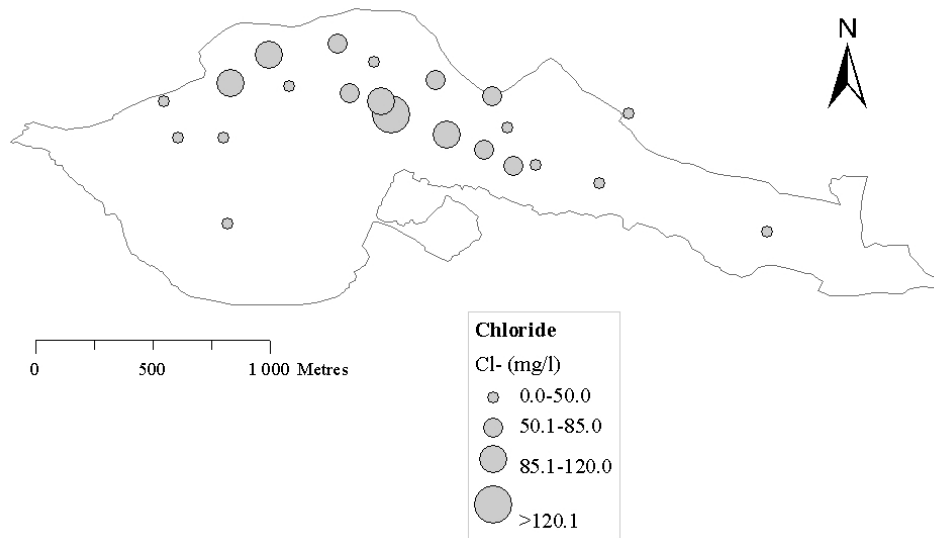 N
0 500 1 000 Metres
Chloride
Cl- (mg/l)
0.0-50.0
50.1-85.0
85.1-120.0
>120.1